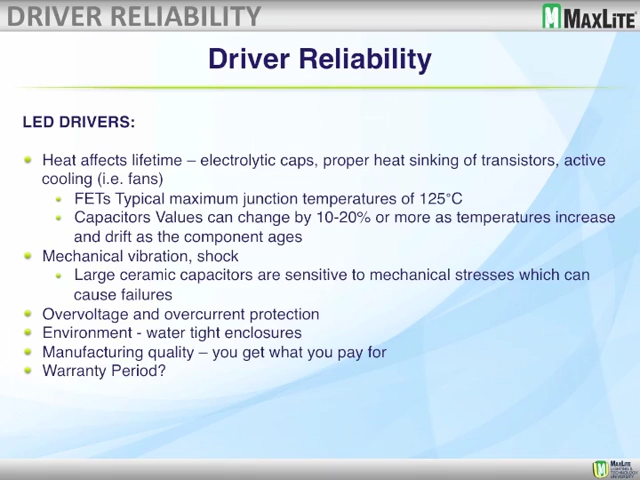 DRIVER RELIABILITY
MAXLITE®
Driver Reliability
LED DRIVERS:
Heat affects lifetime – electrolytic caps, proper heat sinking of transistors, active
cooling (i.e. fans)
FETs Typical maximum junction temperatures of 125°C
Capacitors Values can change by 10-20% or more as temperatures increase
and drift as the component ages
Mechanical vibration, shock
Large ceramic capacitors are sensitive to mechanical stresses which can
cause failures
Overvoltage and overcurrent protection
Environment - water tight enclosures
Manufacturing quality – you get what you pay for
Warranty Period?
MAXLITE
LIGHTING &
TECHNOLOGY
UNIVERSITY